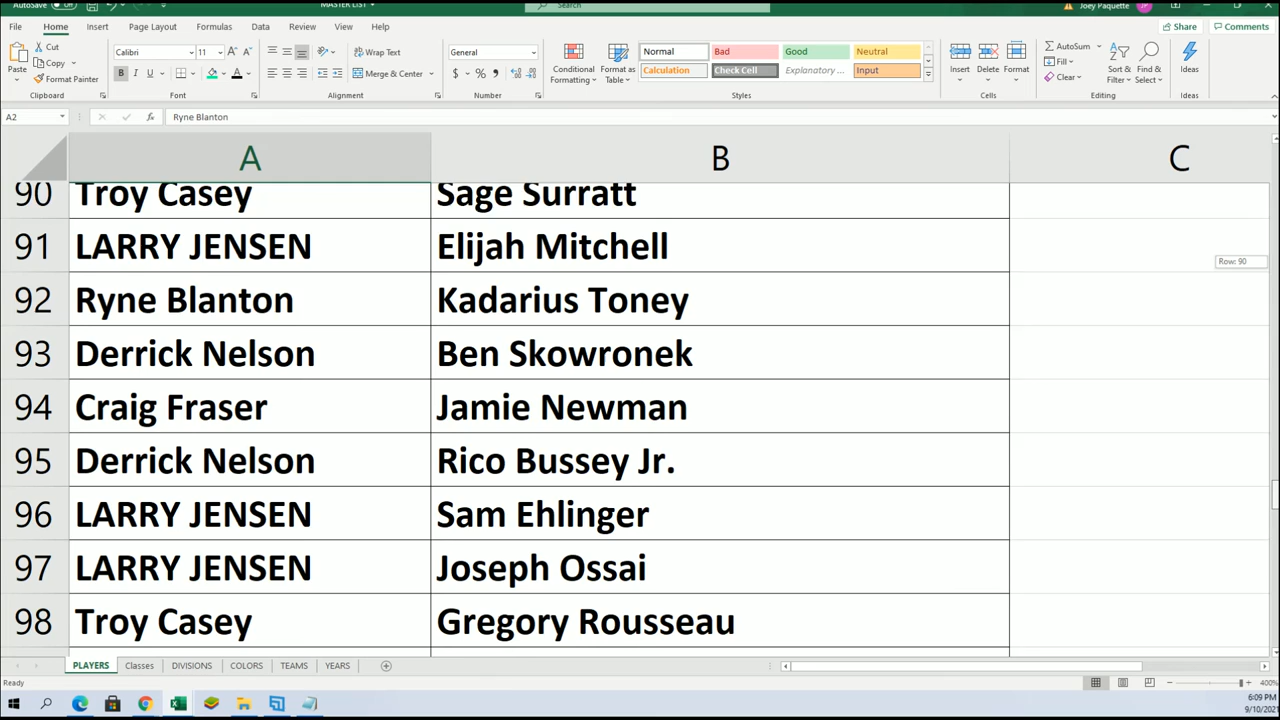 AutoSave Off MASTER LIST Search Joey Paquette JP
File Home Insert Page Layout Formulas Data Review View Help Share Comments
Paste Cut Copy Format Painter Clipboard
Calibri 11 B I U Font
Wrap Text Merge & Center Alignment
General $ % Number
Conditional Formatting Format as Table Normal Bad Good Neutral Calculation Check Cell Explanatory ... Input Styles
Insert Delete Format Cells
AutoSum Fill Clear Sort & Filter Find & Select Editing
Ideas Ideas
A2 fx Ryne Blanton
A B C
90 Troy Casey Sage Surratt
91 LARRY JENSEN Elijah Mitchell
Row: 90
92 Ryne Blanton Kadarius Toney
93 Derrick Nelson Ben Skowronek
94 Craig Fraser Jamie Newman
95 Derrick Nelson Rico Bussey Jr.
96 LARRY JENSEN Sam Ehlinger
97 LARRY JENSEN Joseph Ossai
98 Troy Casey Gregory Rousseau
PLAYERS Classes DIVISIONS COLORS TEAMS YEARS
Ready 400%
6:09 PM
9/10/2021